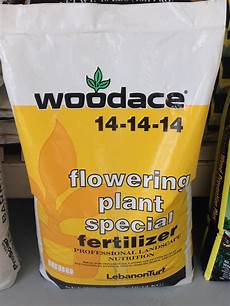 woodace
14-14-14
flowering
plant
special
fertilizer
PROFESSIONAL LANDSCAPE
NUTRITION
LebanonTurf